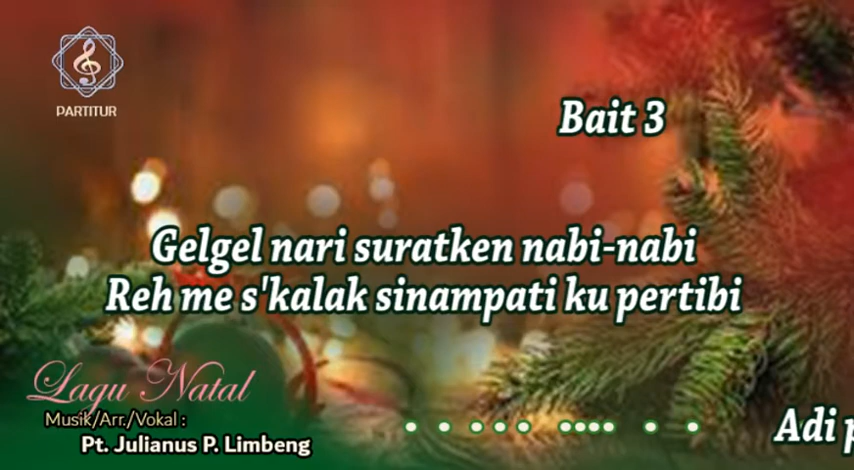 PARTITUR
Bait 3
Gelgel nari suratken nabi-nabi
Reh me s'kalak sinampati ku pertibi
Lagu Natal
Musik/Arr./Vokal :
Pt. Julianus P. Limbeng
Adi